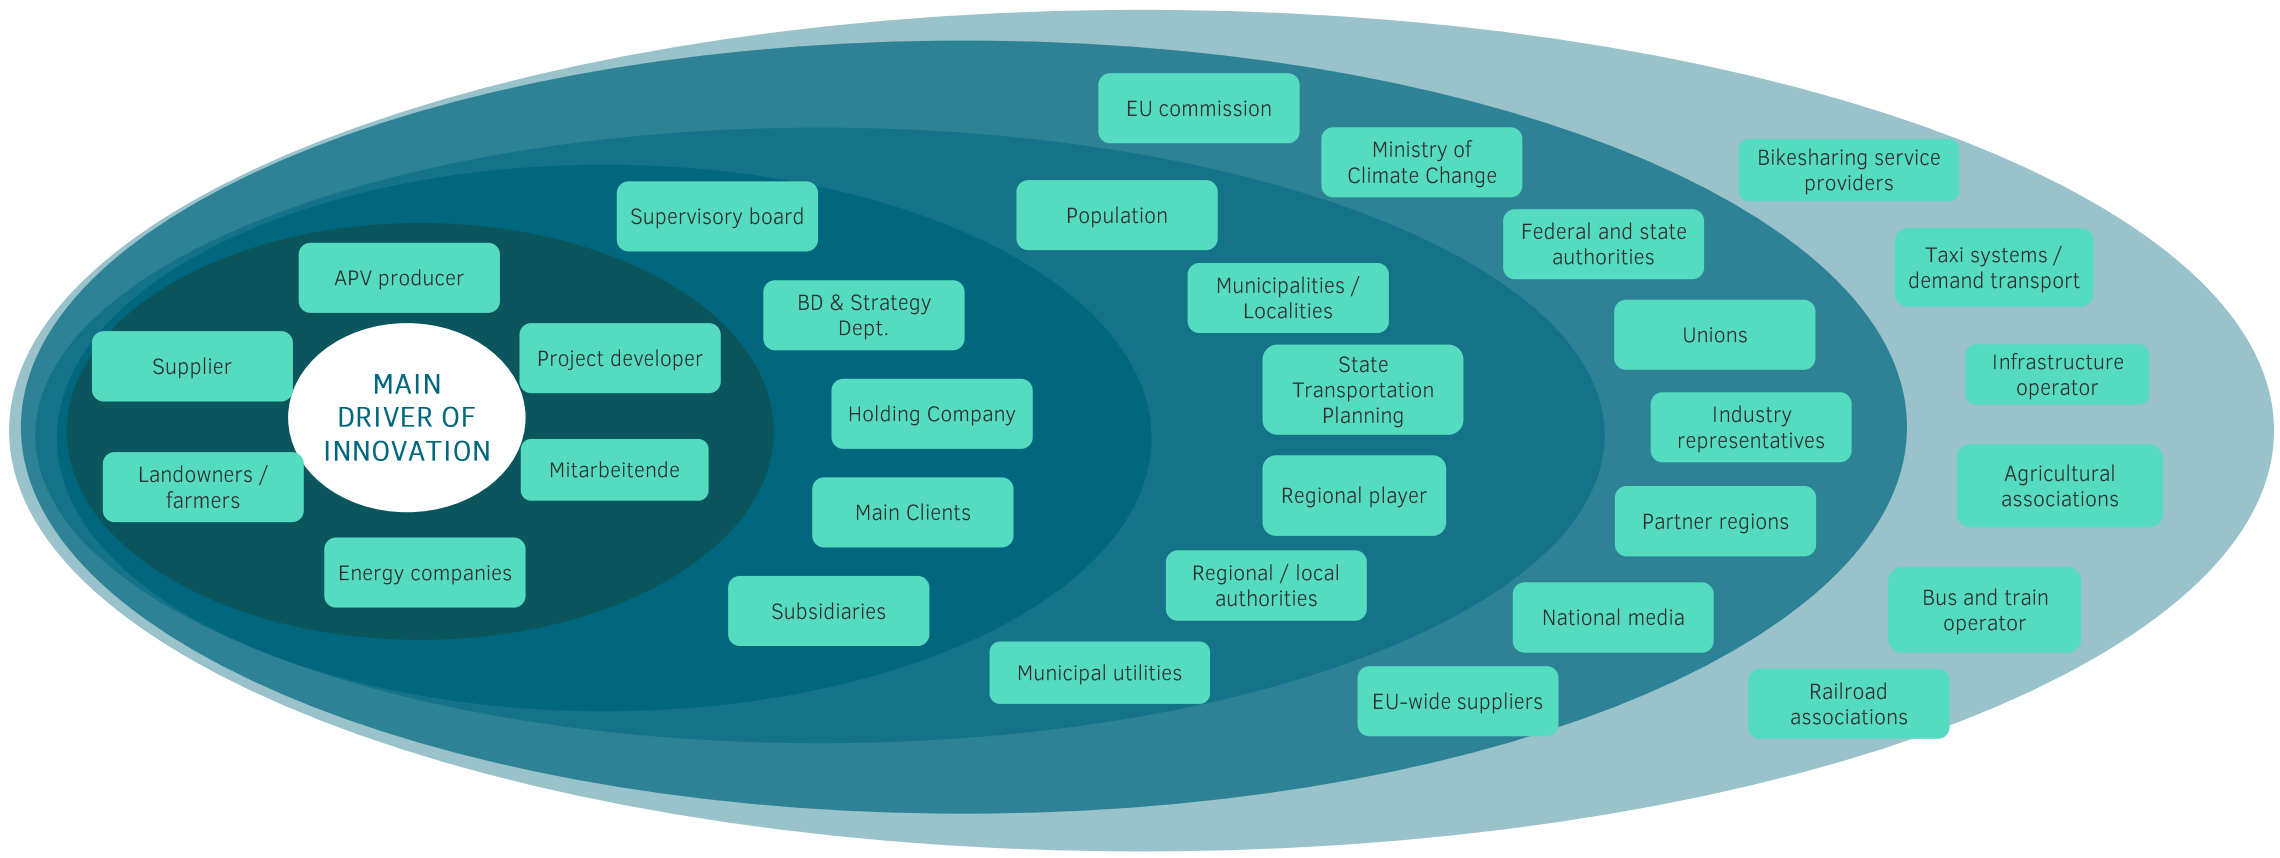 MAIN
DRIVER OF
INNOVATION
APV producer
Supplier
Project developer
Landowners /
farmers
Mitarbeitende
Energy companies
Supervisory board
BD & Strategy
Dept.
Holding Company
Main Clients
Subsidiaries
Population
Municipalities /
Localities
State
Transportation
Planning
Regional player
Regional / local
authorities
Municipal utilities
EU commission
Ministry of
Climate Change
Federal and state
authorities
Unions
Industry
representatives
Partner regions
National media
EU-wide suppliers
Bikesharing service
providers
Taxi systems /
demand transport
Infrastructure
operator
Agricultural
associations
Bus and train
operator
Railroad
associations